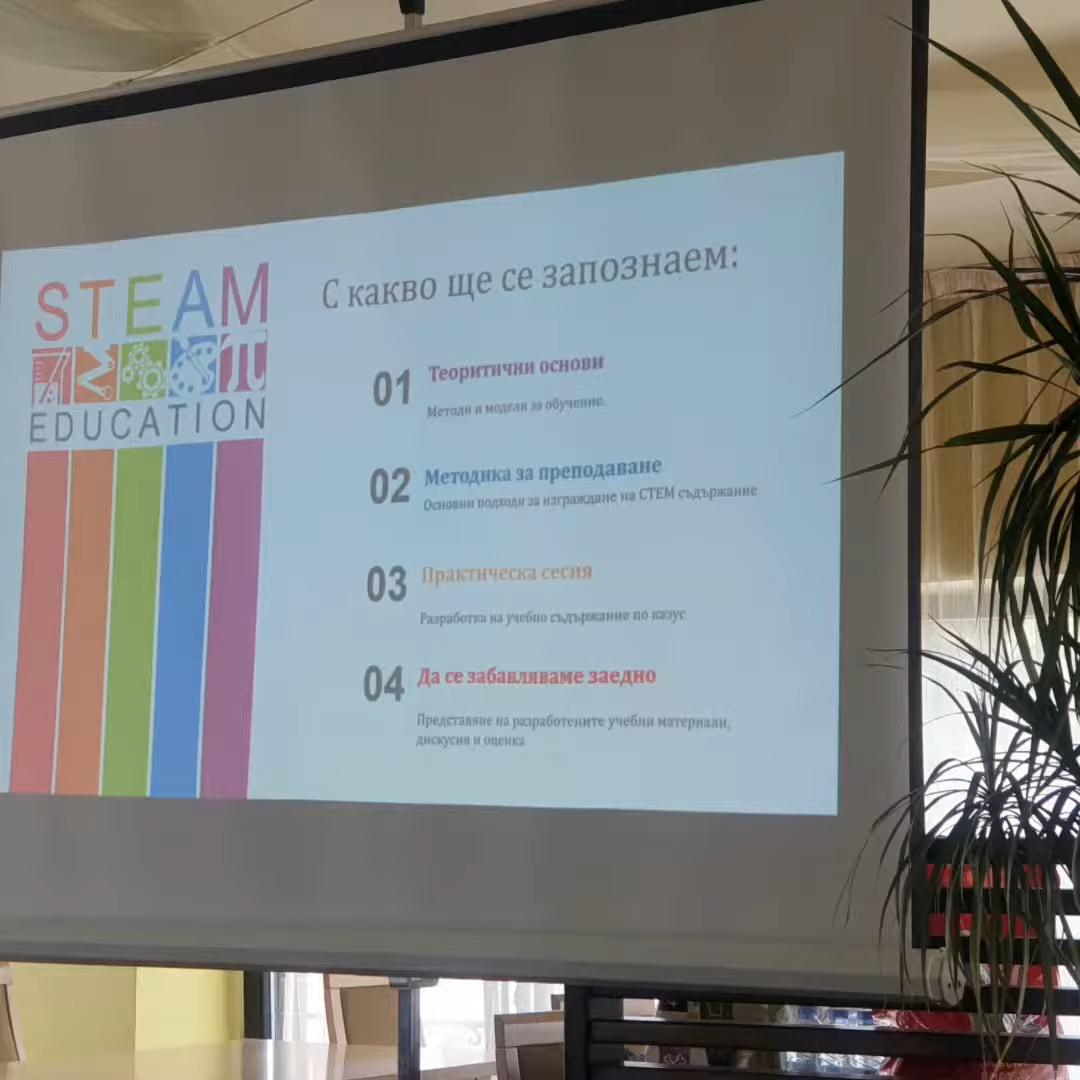 STEAM
π
EDUCATION
С какво ще се запознаем:
01
Теоритични основи
Методи и модели за обучение.
02
Методика за преподаване
Основни подходи за изграждане на СТЕМ съдържание
03
Практическа сесия
Разработка на учебно съдържание по казус
04
Да се забавляваме заедно
Представяне на разработените учебни материали,
дискусия и оценка